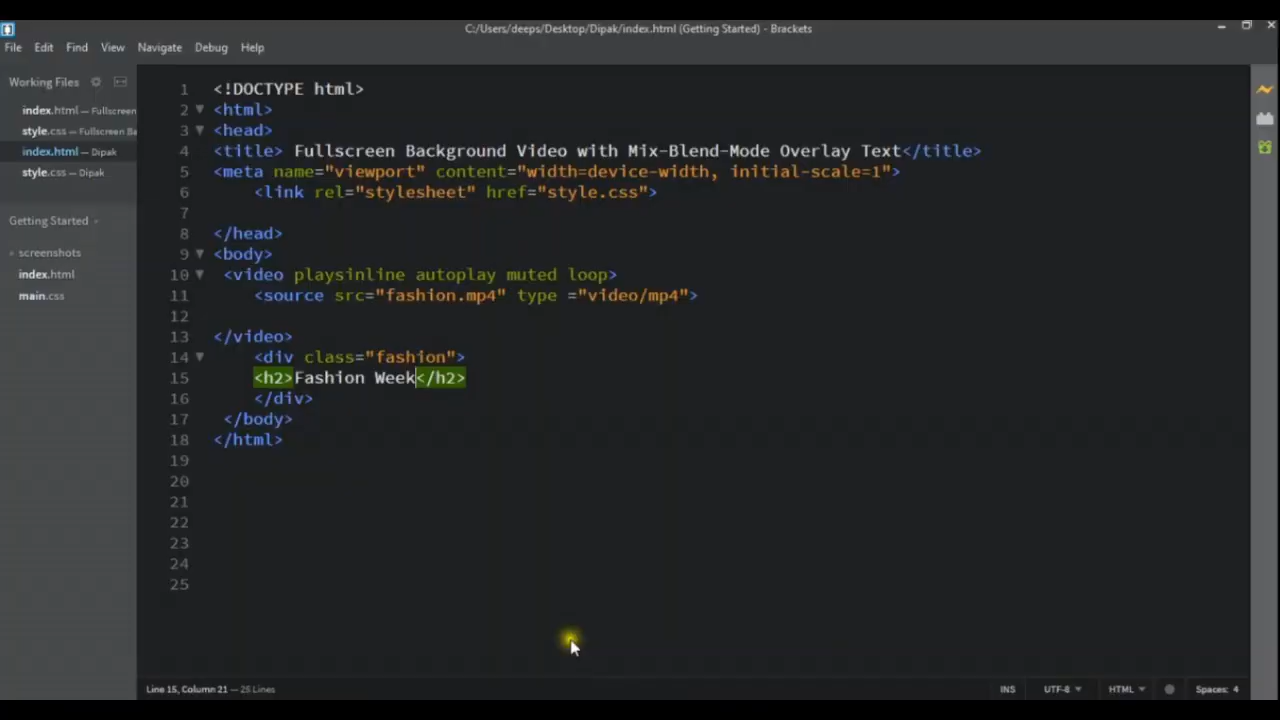 C:/Users/deeps/Desktop/Dipak/index.html (Getting Started) - Brackets
File Edit Find View Navigate Debug Help
Working Files
index.html — Fullscreen
style.css — Fullscreen Ba
index.html — Dipak
style.css — Dipak
Getting Started
screenshots
index.html
main.css
1 <!DOCTYPE html>
2 <html>
3 <head>
4 <title> Fullscreen Background Video with Mix-Blend-Mode Overlay Text</title>
5 <meta name="viewport" content="width=device-width, initial-scale=1">
6 <link rel="stylesheet" href="style.css">
7
8 </head>
9 <body>
10 <video playsinline autoplay muted loop>
11 <source src="fashion.mp4" type ="video/mp4">
12
13 </video>
14 <div class="fashion">
15 <h2>Fashion Week</h2>
16 </div>
17 </body>
18 </html>
19
20
21
22
23
24
25
Line 15, Column 21 — 25 Lines
INS UTF-8 HTML Spaces: 4